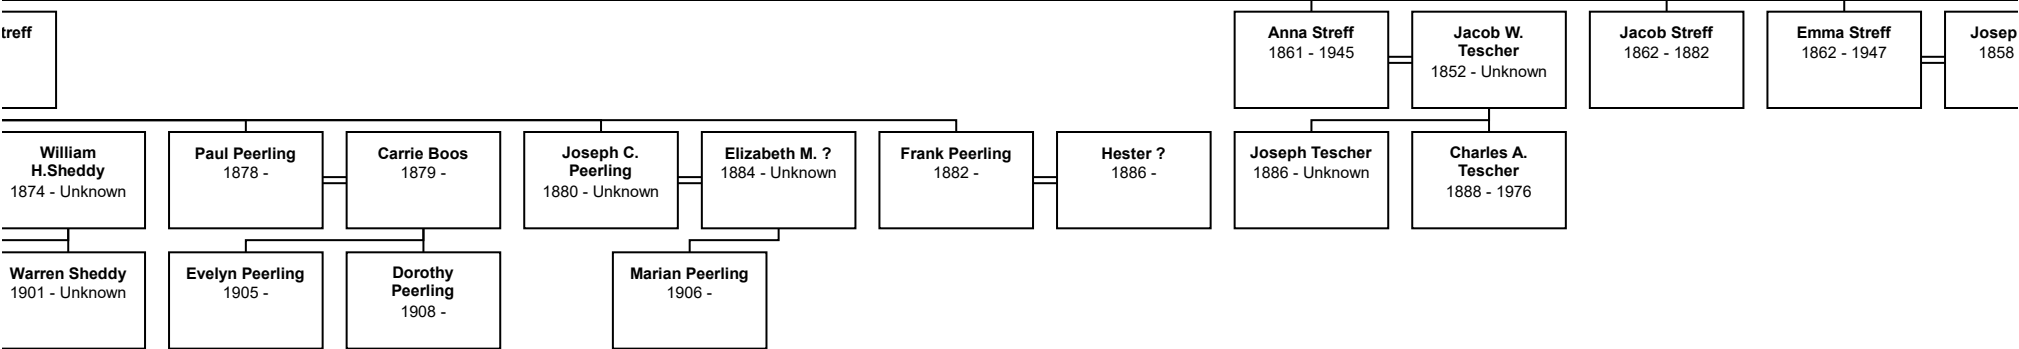 treff
Anna Streff
1861 - 1945
Jacob W.
Tescher
1852 - Unknown
Jacob Streff
1862 - 1882
Emma Streff
1862 - 1947
Josep
1858
William
H.Sheddy
1874 - Unknown
Paul Peerling
1878 -
Carrie Boos
1879 -
Joseph C.
Peerling
1880 - Unknown
Elizabeth M. ?
1884 - Unknown
Frank Peerling
1882 -
Hester ?
1886 -
Joseph Tescher
1886 - Unknown
Charles A.
Tescher
1888 - 1976
Warren Sheddy
1901 - Unknown
Evelyn Peerling
1905 -
Dorothy
Peerling
1908 -
Marian Peerling
1906 -